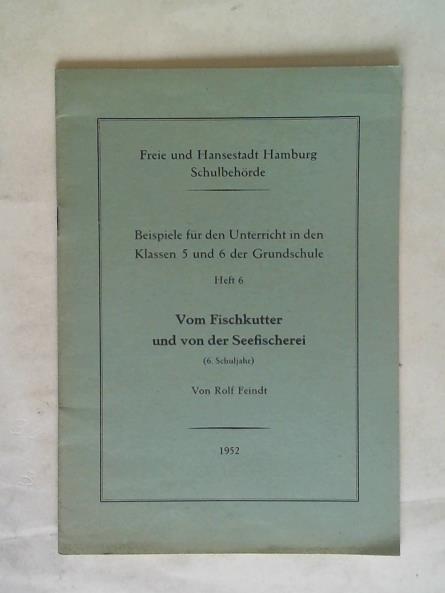 Freie und Hansestadt Hamburg
Schulbehörde
Beispiele für den Unterricht in den
Klassen 5 und 6 der Grundschule
Heft 6
Vom Fischkutter
und von der Seefischerei
(6. Schuljahr)
Von Rolf Feindt
1952